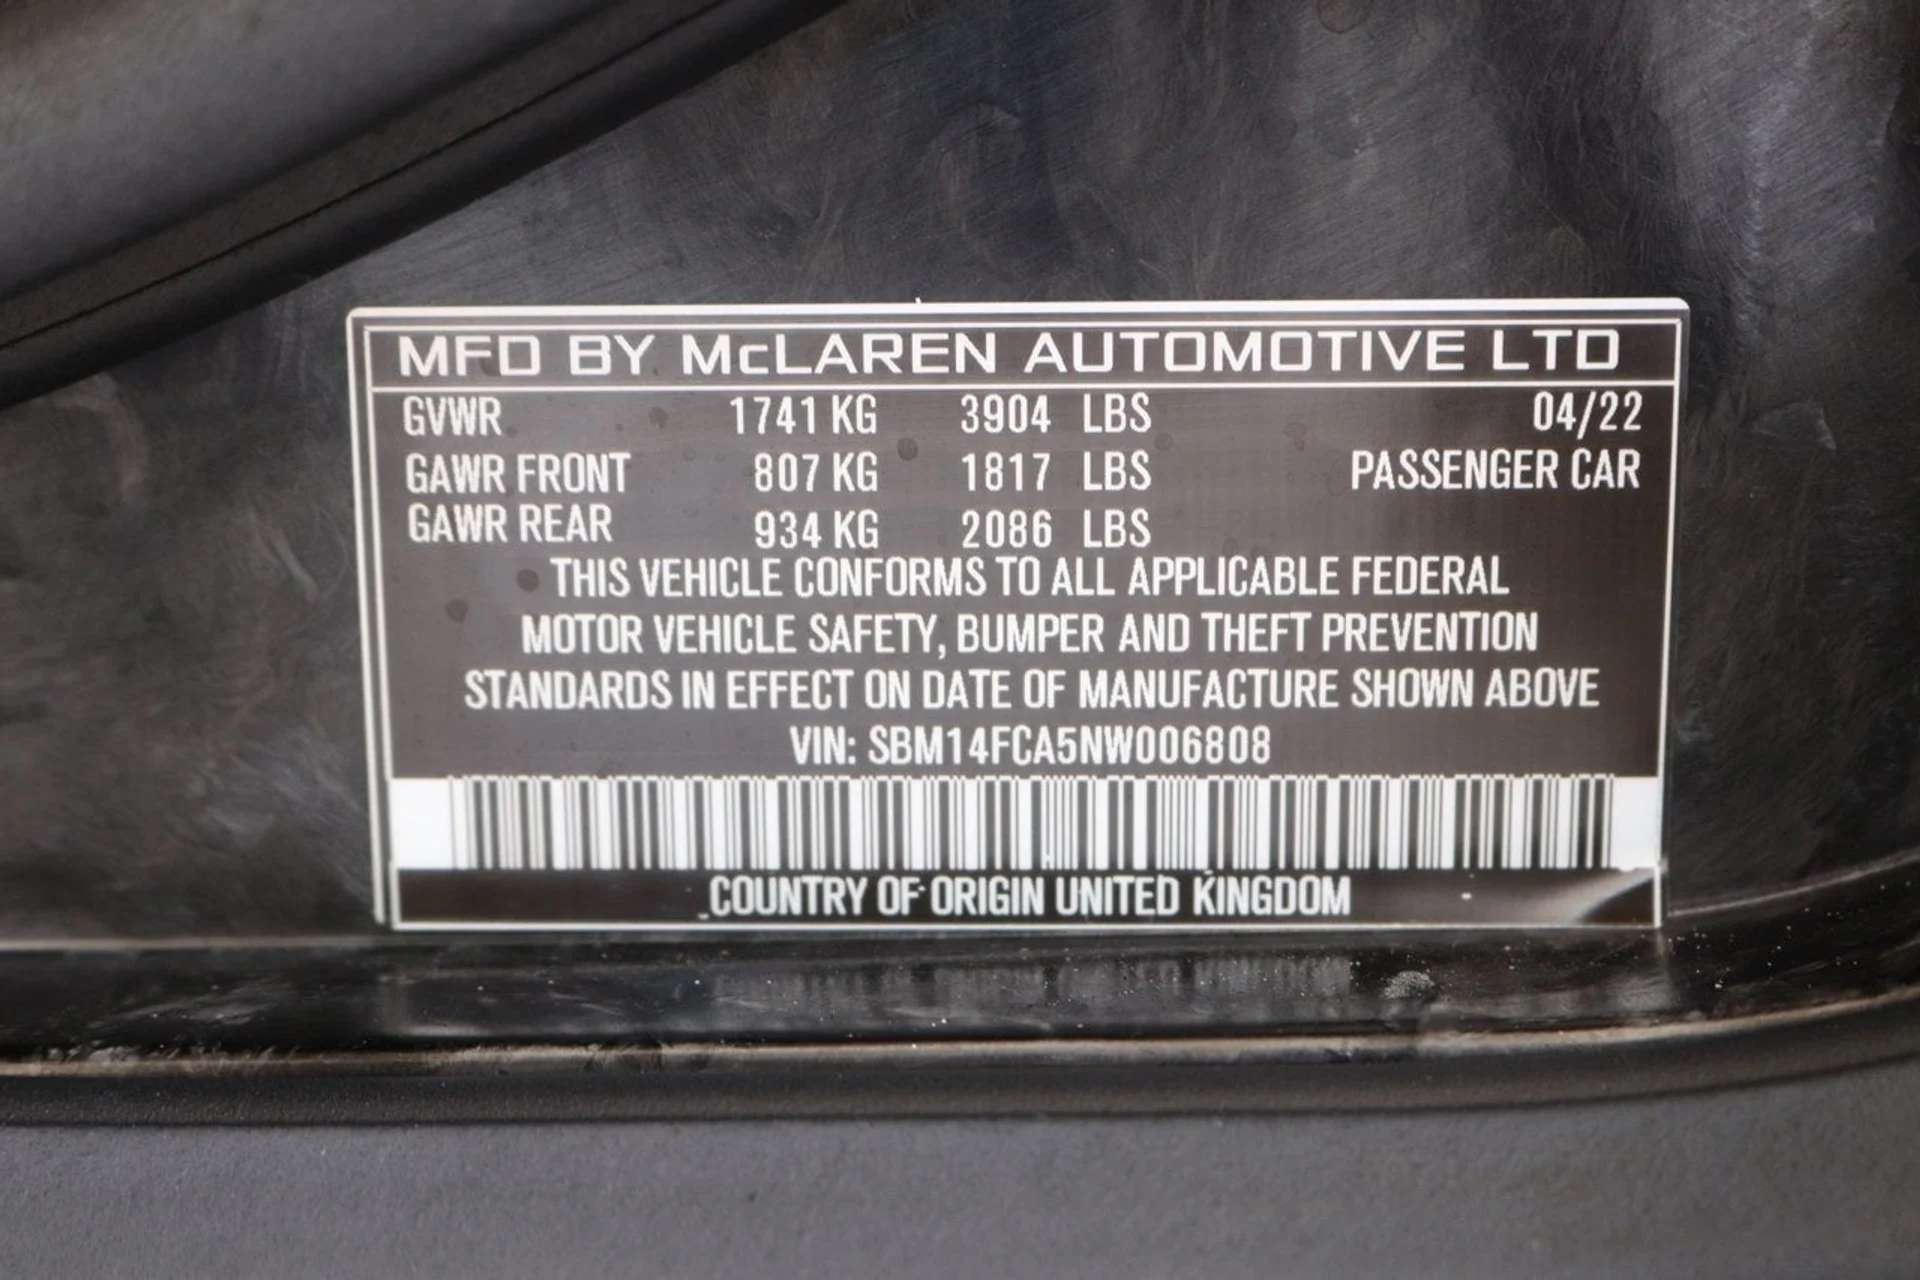 MFD BY McLAREN AUTOMOTIVE LTD
GVWR 1741 KG 3904 LBS 04/22
GAWR FRONT 807 KG 1817 LBS PASSENGER CAR
GAWR REAR 934 KG 2086 LBS
THIS VEHICLE CONFORMS TO ALL APPLICABLE FEDERAL
MOTOR VEHICLE SAFETY, BUMPER AND THEFT PREVENTION
STANDARDS IN EFFECT ON DATE OF MANUFACTURE SHOWN ABOVE
VIN: SBM14FCA5NW006808
COUNTRY OF ORIGIN UNITED KINGDOM